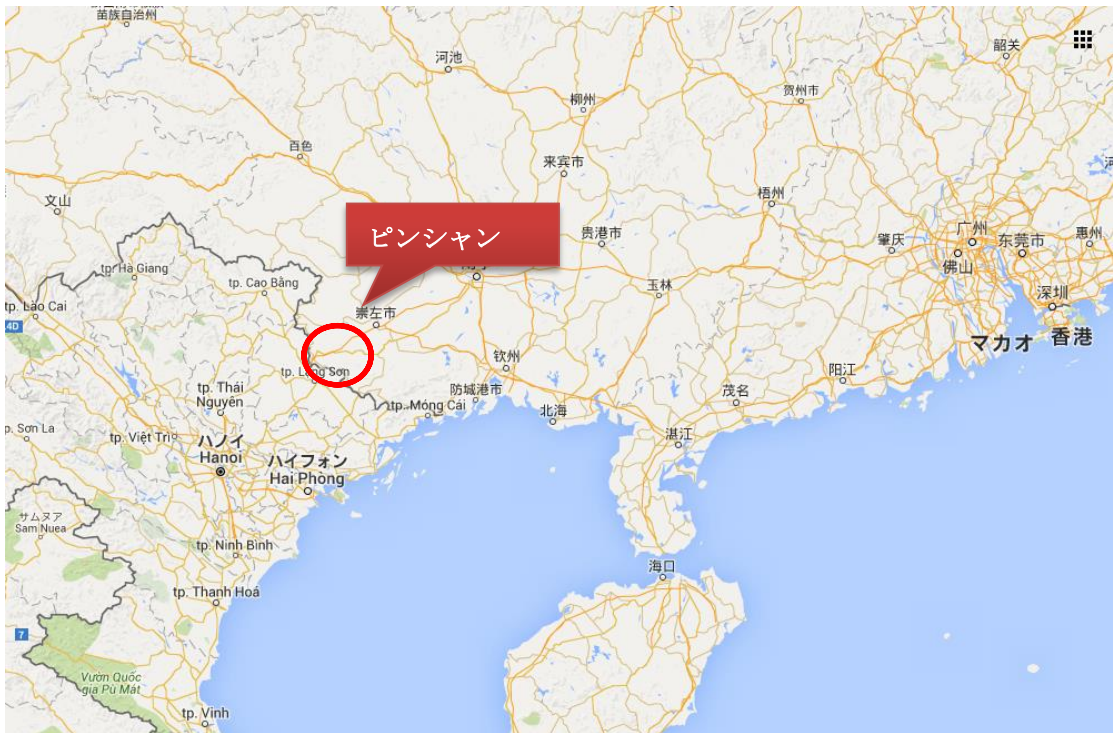 苗族自治州
韶关
河池
贺州市
柳州
百色
来宾市
文山
梧州
ピンシャン
贵港市
广州
肇庆
东莞市
惠州
佛山
tp. Hà Giang
tp. Cao Bằng
玉林
深圳
tp. Lào Cai
崇左市
4D
マカオ
香港
钦州
tp. Lạng Sơn
阳江
tp. Thái
Nguyên
防城港市
茂名
tp. Móng Cái
北海
p. Sơn La
tp. Việt Trì
ハノイ
Hanoi
湛江
ハイフォン
Hai Phong
サムヌア
Sam Nuea
tp. Ninh Bình
海口
tp. Thanh Hoá
7
Vườn Quốc
gia Pù Mát
tp. Vinh